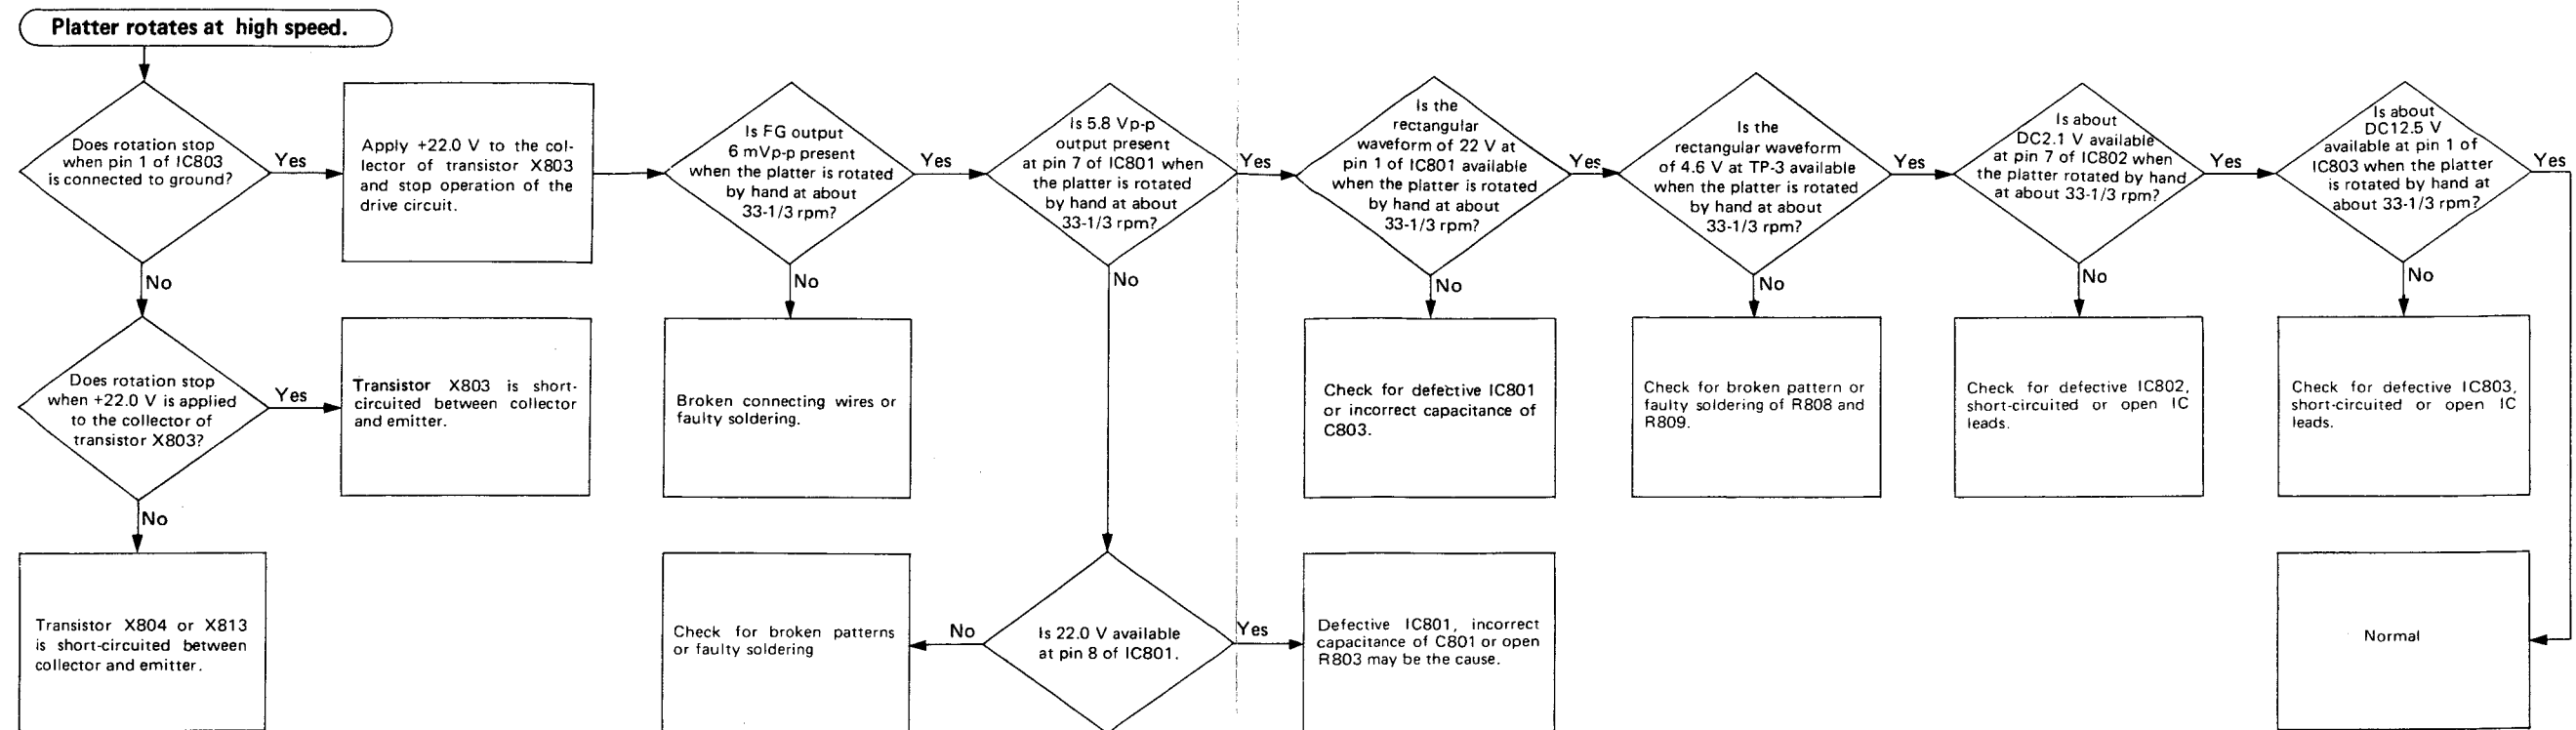 Platter rotates at high speed.
Does rotation stop
when pin 1 of IC803
is connected to ground?
Yes
No
Apply +22.0 V to the col-
lector of transistor X803
and stop operation of the
drive circuit.
Is FG output
6 mVp-p present
when the platter is rotated
by hand at about
33-1/3 rpm?
Yes
No
Is 5.8 Vp-p
output present
at pin 7 of IC801 when
the platter is rotated
by hand at about
33-1/3 rpm?
Yes
No
Is the
rectangular
waveform of 22 V at
pin 1 of IC801 available
when the platter is rotated
by hand at about
33-1/3 rpm?
Yes
No
Is the
rectangular waveform
of 4.6 V at TP-3 available
when the platter is rotated
by hand at about
33-1/3 rpm?
Yes
No
Is about
DC2.1 V available
at pin 7 of IC802 when
the platter rotated by hand
at about 33-1/3 rpm?
Yes
No
Is about
DC12.5 V
available at pin 1 of
IC803 when the platter
is rotated by hand at
about 33-1/3 rpm?
Yes
No
Does rotation stop
when +22.0 V is applied
to the collector of
transistor X803?
Yes
No
Transistor X803 is short-
circuited between collector
and emitter.
Broken connecting wires or
faulty soldering.
Check for defective IC801
or incorrect capacitance of
C803.
Check for broken pattern or
faulty soldering of R808 and
R809.
Check for defective IC802,
short-circuited or open IC
leads.
Check for defective IC803,
short-circuited or open IC
leads.
Transistor X804 or X813
is short-circuited between
collector and emitter.
Check for broken patterns
or faulty soldering
No
Is 22.0 V available
at pin 8 of IC801.
Yes
Defective IC801, incorrect
capacitance of C801 or open
R803 may be the cause.
Normal